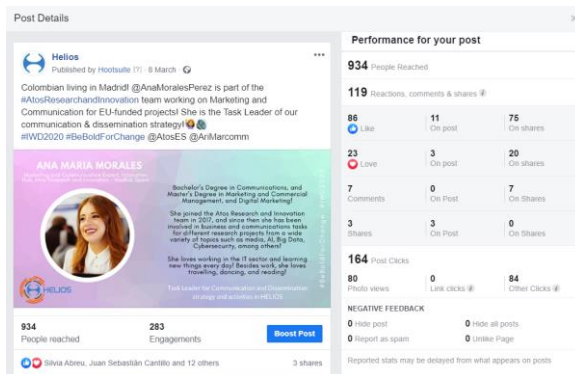 Post Details
Helios
Published by Hootsuite [?] · 8 March ·
Colombian living in Madrid! @AnaMoralesPerez is part of the
#AtosResearchandInnovation team working on Marketing and
Communication for EU-funded projects! She is the Task Leader of our
communication & dissemination strategy!
#IWD2020 #BeBoldForChange @AtosES @AriMarcomm
ANA MARIA MORALES
Bachelor's Degree in Communications, and
Master's Degree in Marketing and Commercial
Management, and Digital Marketing!
She joined the Atos Research and Innovation
team in 2017, and since then she has been
involved in business and communications tasks
for different research projects from a wide
variety of topics such as media, AI, Big Data,
Cybersecurity, among others!
She loves working in the IT sector and learning
new things every day! Besides work, she loves
travelling, dancing, and reading!
Task Leader for Communication and Dissemination
strategy and activities in HELIOS
HELIOS
934
People reached
283
Engagements
Boost Post
Silvia Abreu, Juan Sebastián Cantillo and 12 others
3 shares
Performance for your post
934 People Reached
119 Reactions, comments & shares
86 Like
11 On post
75 On shares
23 Love
3 On post
20 On shares
7 Comments
0 On Post
7 On Shares
3 Shares
3 On Post
0 On Shares
164 Post Clicks
80 Photo views
0 Link clicks
84 Other Clicks
NEGATIVE FEEDBACK
0 Hide post
0 Hide all posts
0 Report as spam
0 Unlike Page
Reported stats may be delayed from what appears on posts